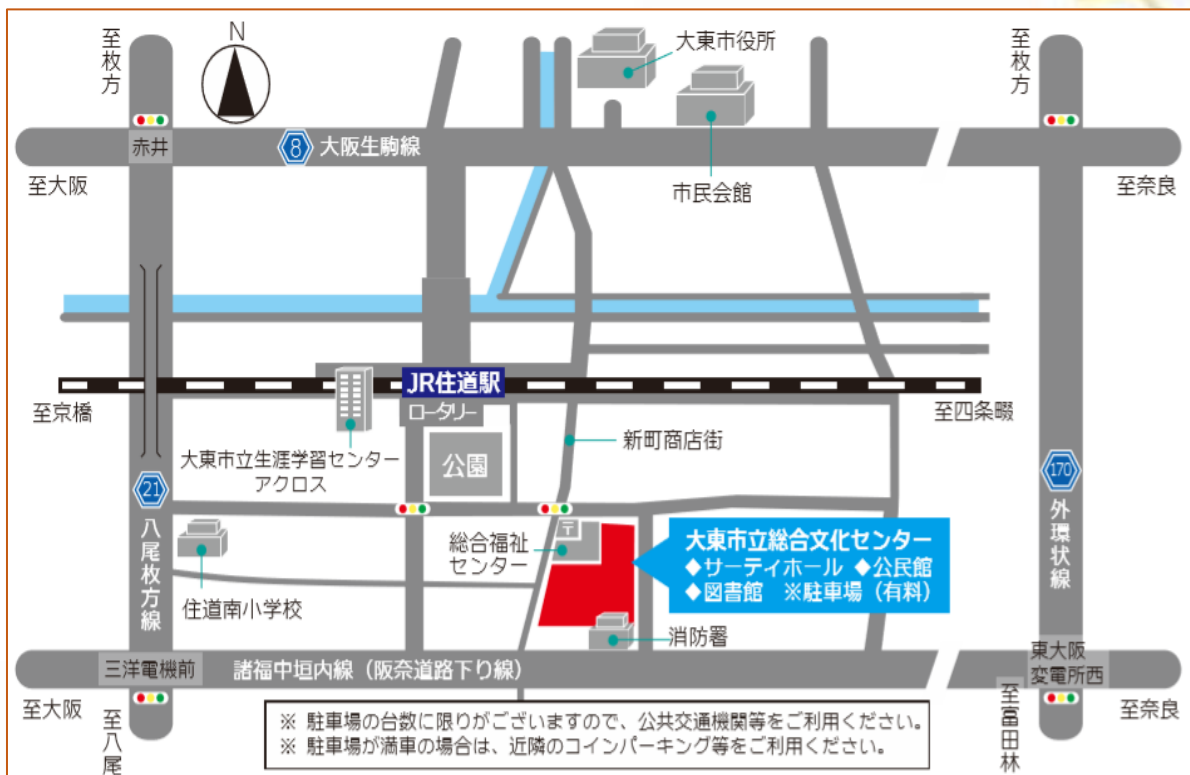 至枚方
N
大東市役所
至枚方
赤井
8 大阪生駒線
至大阪
市民会館
至奈良
JR住道駅
至京橋
ロータリー
至四条畷
新町商店街
大東市立生涯学習センター
アクロス
公園
21
八尾枚方線
170
外環状線
総合福祉
センター
〒
大東市立総合文化センター
◆サーティホール ◆公民館
◆図書館 ※駐車場（有料）
住道南小学校
消防署
三洋電機前
諸福中垣内線（阪奈道路下り線）
東大阪
変電所西
至大阪
至八尾
至富田林
至奈良
※ 駐車場の台数に限りがございますので、公共交通機関等をご利用ください。
※ 駐車場が満車の場合は、近隣のコインパーキング等をご利用ください。